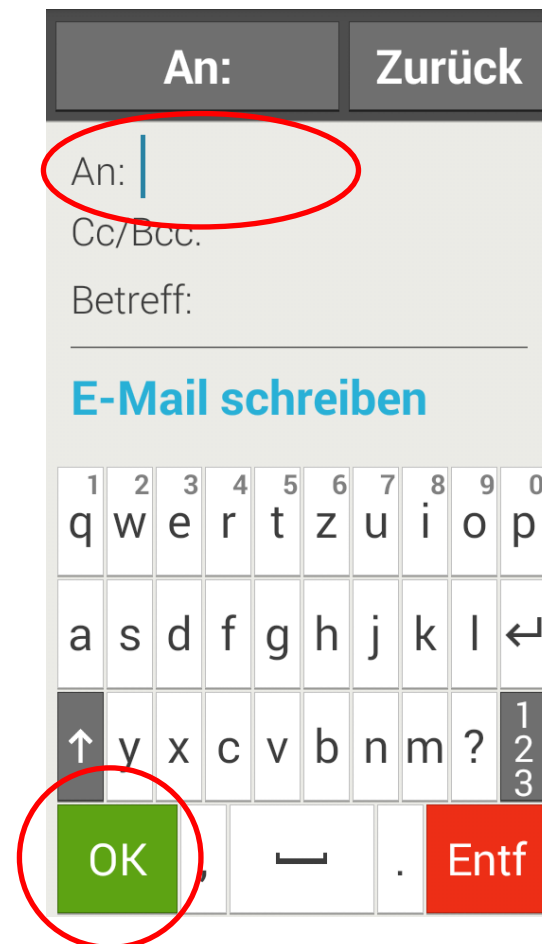 An: Zurück
An:
Cc/Bcc:
Betreff:
E-Mail schreiben
1 2 3 4 5 6 7 8 9 0
q w e r t z u i o p
a s d f g h j k l ↵
↑ y x c v b n m ? 1 2 3
OK , . Entf